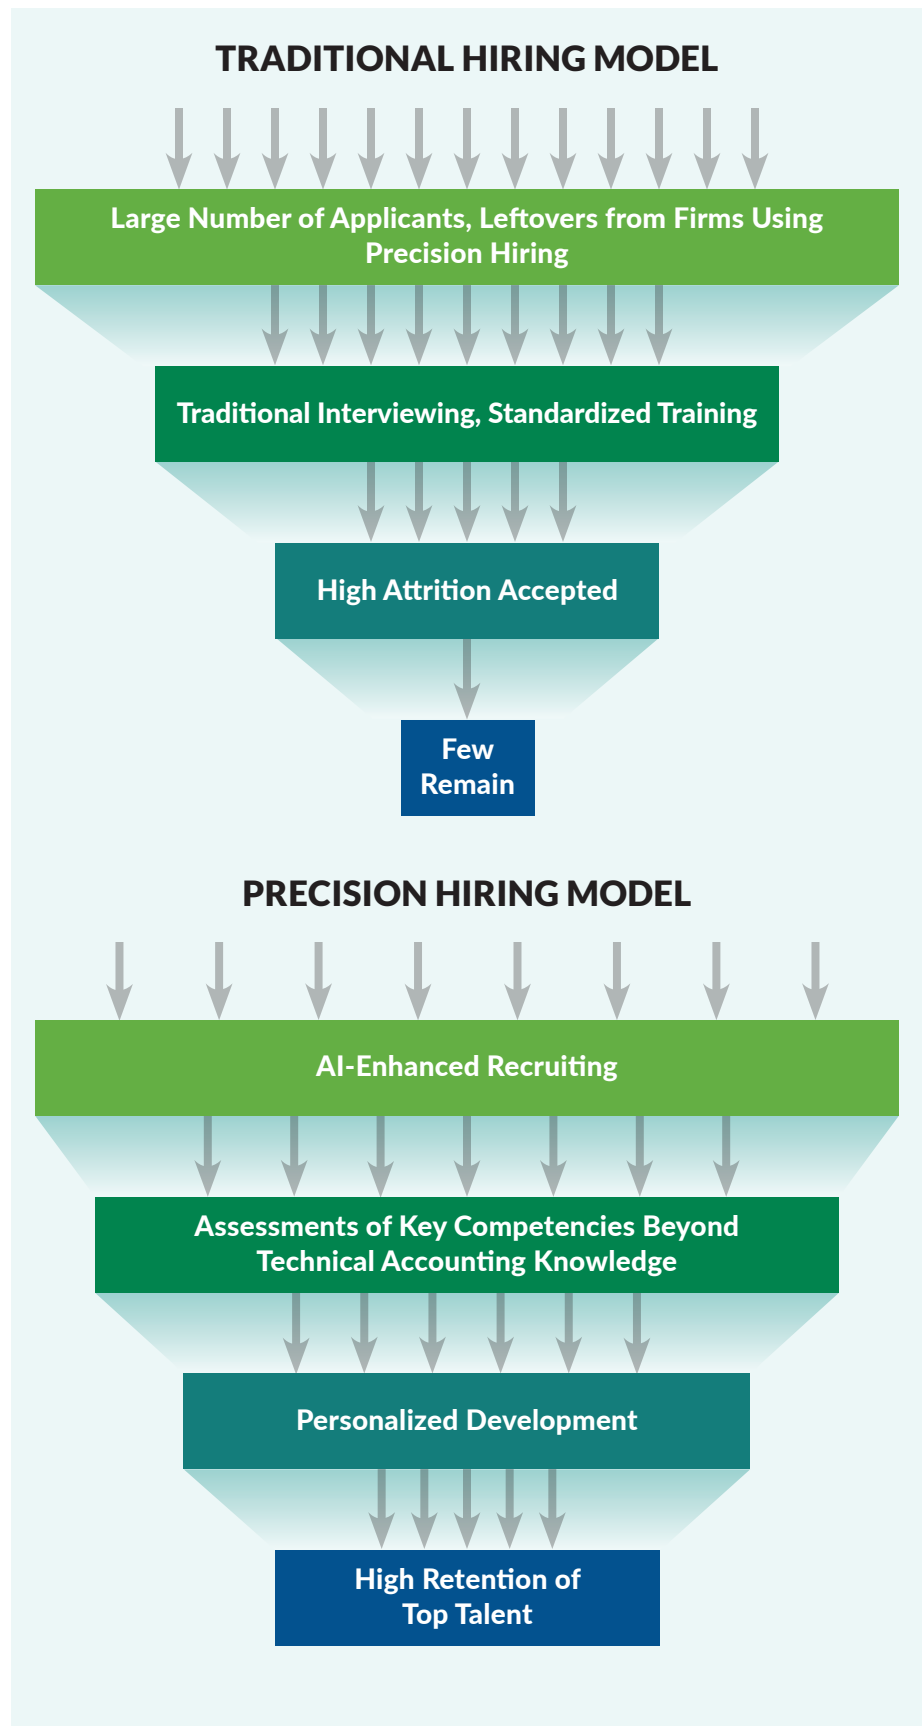 TRADITIONAL HIRING MODEL
Large Number of Applicants, Leftovers from Firms Using
Precision Hiring
Traditional Interviewing, Standardized Training
High Attrition Accepted
Few
Remain
PRECISION HIRING MODEL
AI-Enhanced Recruiting
Assessments of Key Competencies Beyond
Technical Accounting Knowledge
Personalized Development
High Retention of
Top Talent